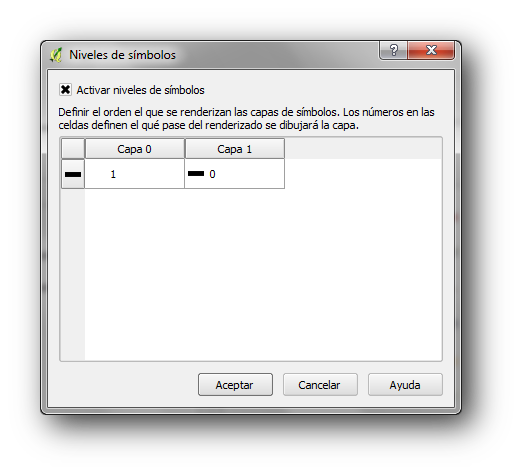 Niveles de símbolos
?
Activar niveles de símbolos
Definir el orden el que se renderizan las capas de símbolos. Los números en las
celdas definen el qué pase del renderizado se dibujará la capa.
Capa 0 Capa 1
1 0
Aceptar Cancelar Ayuda